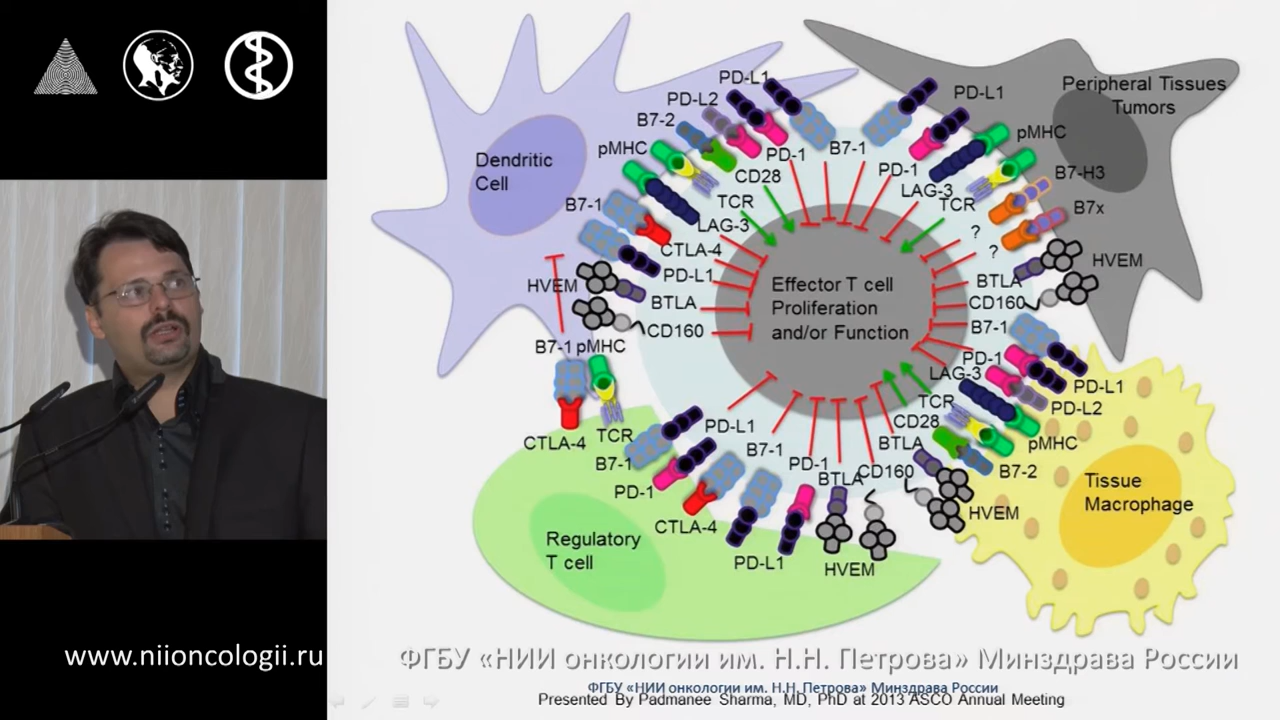 PD-L1
PD-L2
B7-2
pMHC
Dendritic
Cell
B7-1
PD-1
CD28
TCR
LAG-3
CTLA-4
PD-L1
HVEM
BTLA
CD160
B7-1
PD-L1
Peripheral Tissues
Tumors
pMHC
PD-1
LAG-3
TCR
B7-H3
B7x
?
?
HVEM
BTLA
CD160
B7-1
Effector T cell
Proliferation
and/or Function
PD-1
LAG-3
PD-L1
PD-L2
TCR
CD28
pMHC
BTLA
B7-2
CD160
HVEM
Tissue
Macrophage
B7-1
pMHC
CTLA-4
TCR
B7-1
PD-1
PD-L1
B7-1
PD-1
BTLA
CTLA-4
PD-L1
HVEM
Regulatory
T cell
www.niioncologii.ru
ФГБУ «НИИ онкологии им. Н.Н. Петрова» Минздрава России
ФГБУ «НИИ онкологии им. Н.Н. Петрова» Минздрава России
Presented By Padmanee Sharma, MD, PhD at 2013 ASCO Annual Meeting